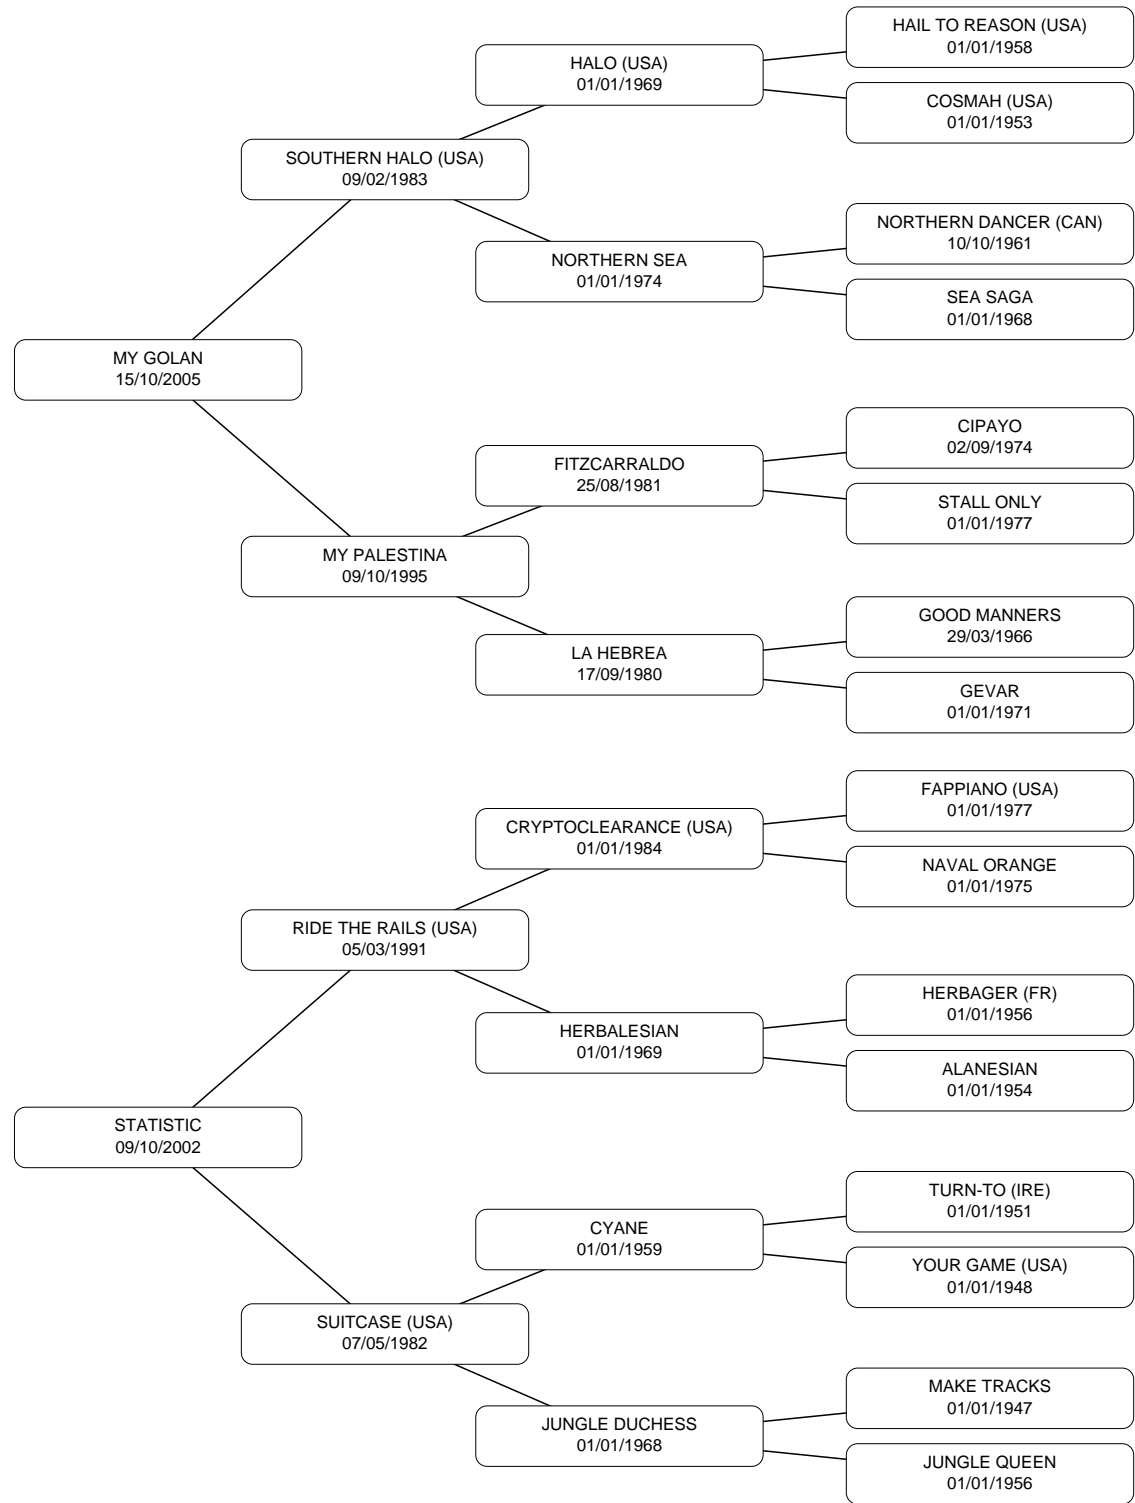 HAIL TO REASON (USA)
01/01/1958
HALO (USA)
01/01/1969
COSMAH (USA)
01/01/1953
SOUTHERN HALO (USA)
09/02/1983
NORTHERN DANCER (CAN)
10/10/1961
NORTHERN SEA
01/01/1974
SEA SAGA
01/01/1968
MY GOLAN
15/10/2005
CIPAYO
02/09/1974
FITZCARRALDO
25/08/1981
STALL ONLY
01/01/1977
MY PALESTINA
09/10/1995
GOOD MANNERS
29/03/1966
LA HEBREA
17/09/1980
GEVAR
01/01/1971
FAPPIANO (USA)
01/01/1977
CRYPTOCLEARANCE (USA)
01/01/1984
NAVAL ORANGE
01/01/1975
RIDE THE RAILS (USA)
05/03/1991
HERBAGER (FR)
01/01/1956
HERBALESIAN
01/01/1969
ALANESIAN
01/01/1954
STATISTIC
09/10/2002
TURN-TO (IRE)
01/01/1951
CYANE
01/01/1959
YOUR GAME (USA)
01/01/1948
SUITCASE (USA)
07/05/1982
MAKE TRACKS
01/01/1947
JUNGLE DUCHESS
01/01/1968
JUNGLE QUEEN
01/01/1956